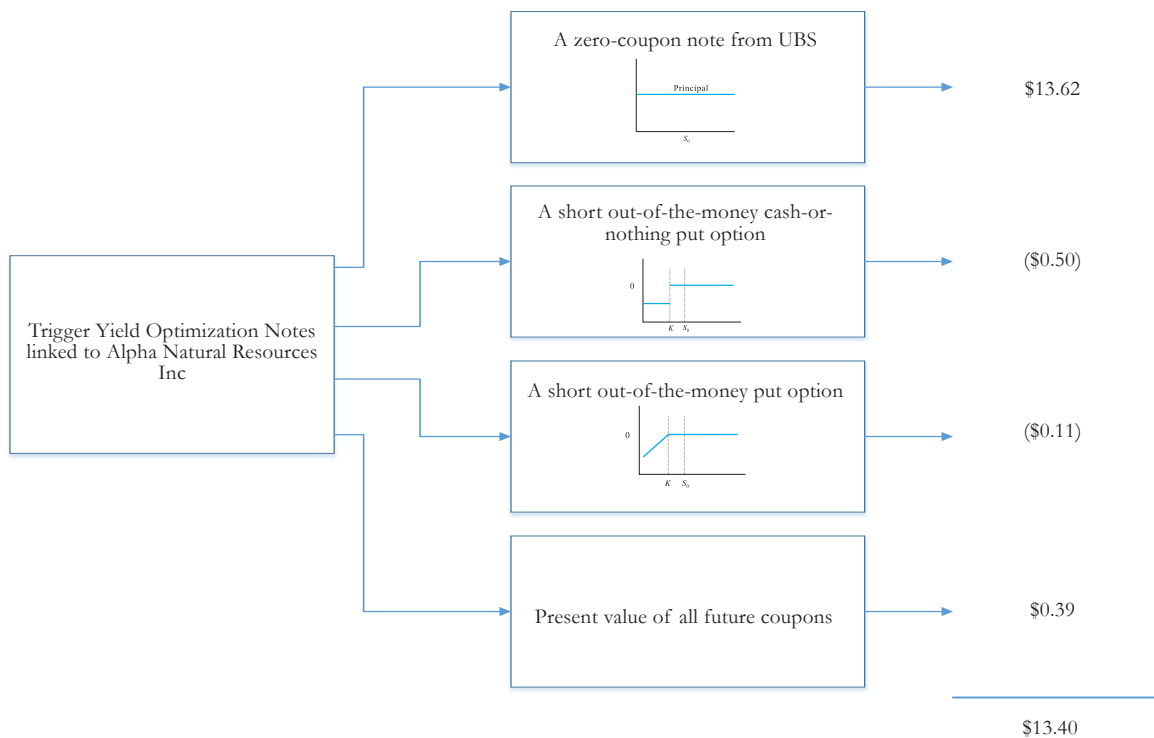 A zero-coupon note from UBS
Principal
S₀
$13.62
A short out-of-the-money cash-or-
nothing put option
0
K
S₀
($0.50)
Trigger Yield Optimization Notes
linked to Alpha Natural Resources
Inc
A short out-of-the-money put option
0
K
S₀
($0.11)
Present value of all future coupons
$0.39
$13.40